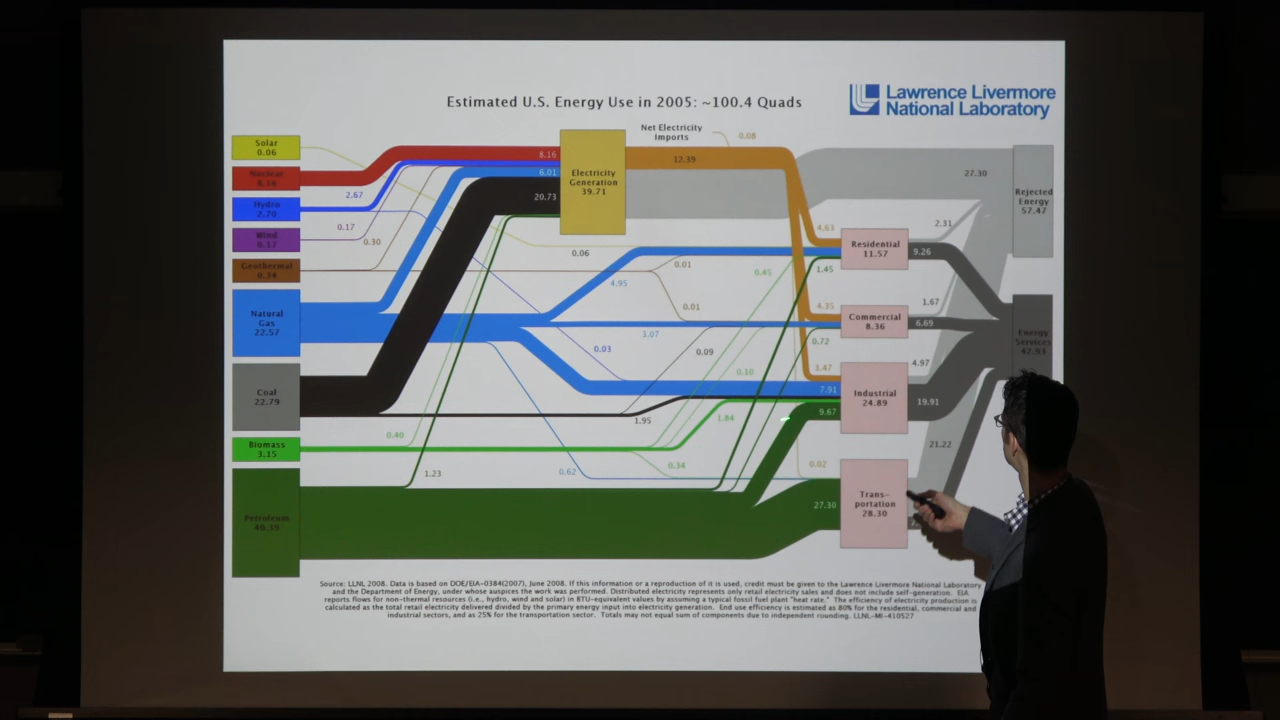 Lawrence Livermore
National Laboratory
Estimated U.S. Energy Use in 2005: ~100.4 Quads
Net Electricity
Imports
0.08
Solar
0.06
Nuclear
8.16
Hydro
2.70
Wind
0.17
Geothermal
0.34
Natural
Gas
22.57
Coal
22.79
Biomass
3.15
Petroleum
40.39
2.67
0.17
0.30
8.16
6.01
20.73
Electricity
Generation
39.71
12.39
27.30
0.06
4.95
0.01
0.01
0.45
3.07
0.03
0.09
0.10
1.95
1.84
0.40
0.34
1.23
0.62
0.02
4.63
1.45
4.35
0.72
3.47
7.91
9.67
27.30
Residential
11.57
Commercial
8.36
Industrial
24.89
Trans-
portation
28.30
2.31
9.26
1.67
6.69
4.97
19.91
21.22
Rejected
Energy
57.47
Energy
Services
42.93
Source: LLNL 2008. Data is based on DOE/EIA-0384(2007), June 2008. If this information or a reproduction of it is used, credit must be given to the Lawrence Livermore National Laboratory
and the Department of Energy, under whose auspices the work was performed. Distributed electricity represents only retail electricity sales and does not include self-generation. EIA
reports flows for non-thermal resources (i.e., hydro, wind and solar) in BTU-equivalent values by assuming a typical fossil fuel plant "heat rate." The efficiency of electricity production is
calculated as the total retail electricity delivered divided by the primary energy input into electricity generation. End use efficiency is estimated as 80% for the residential, commercial and
industrial sectors, and as 25% for the transportation sector. Totals may not equal sum of components due to independent rounding. LLNL-MI-410527